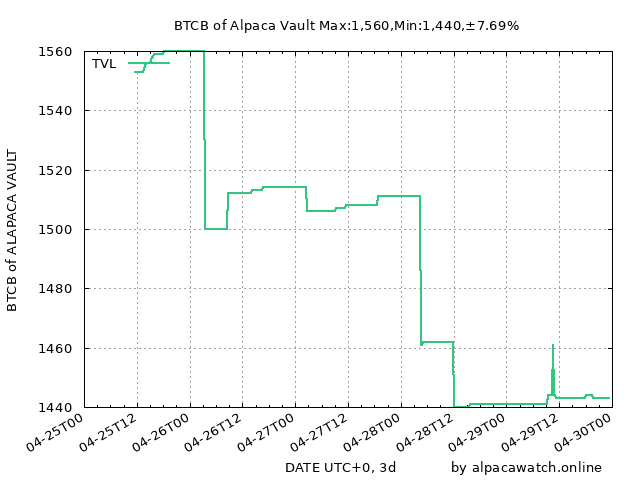 BTCB of Alpaca Vault Max:1,560,Min:1,440,±7.69%
TVL
BTCB of ALAPACA VAULT
1560
1540
1520
1500
1480
1460
1440
04-25T00
04-25T12
04-26T00
04-26T12
04-27T00
04-27T12
04-28T00
04-28T12
04-29T00
04-29T12
04-30T00
DATE UTC+0, 3d
by alpacawatch.online